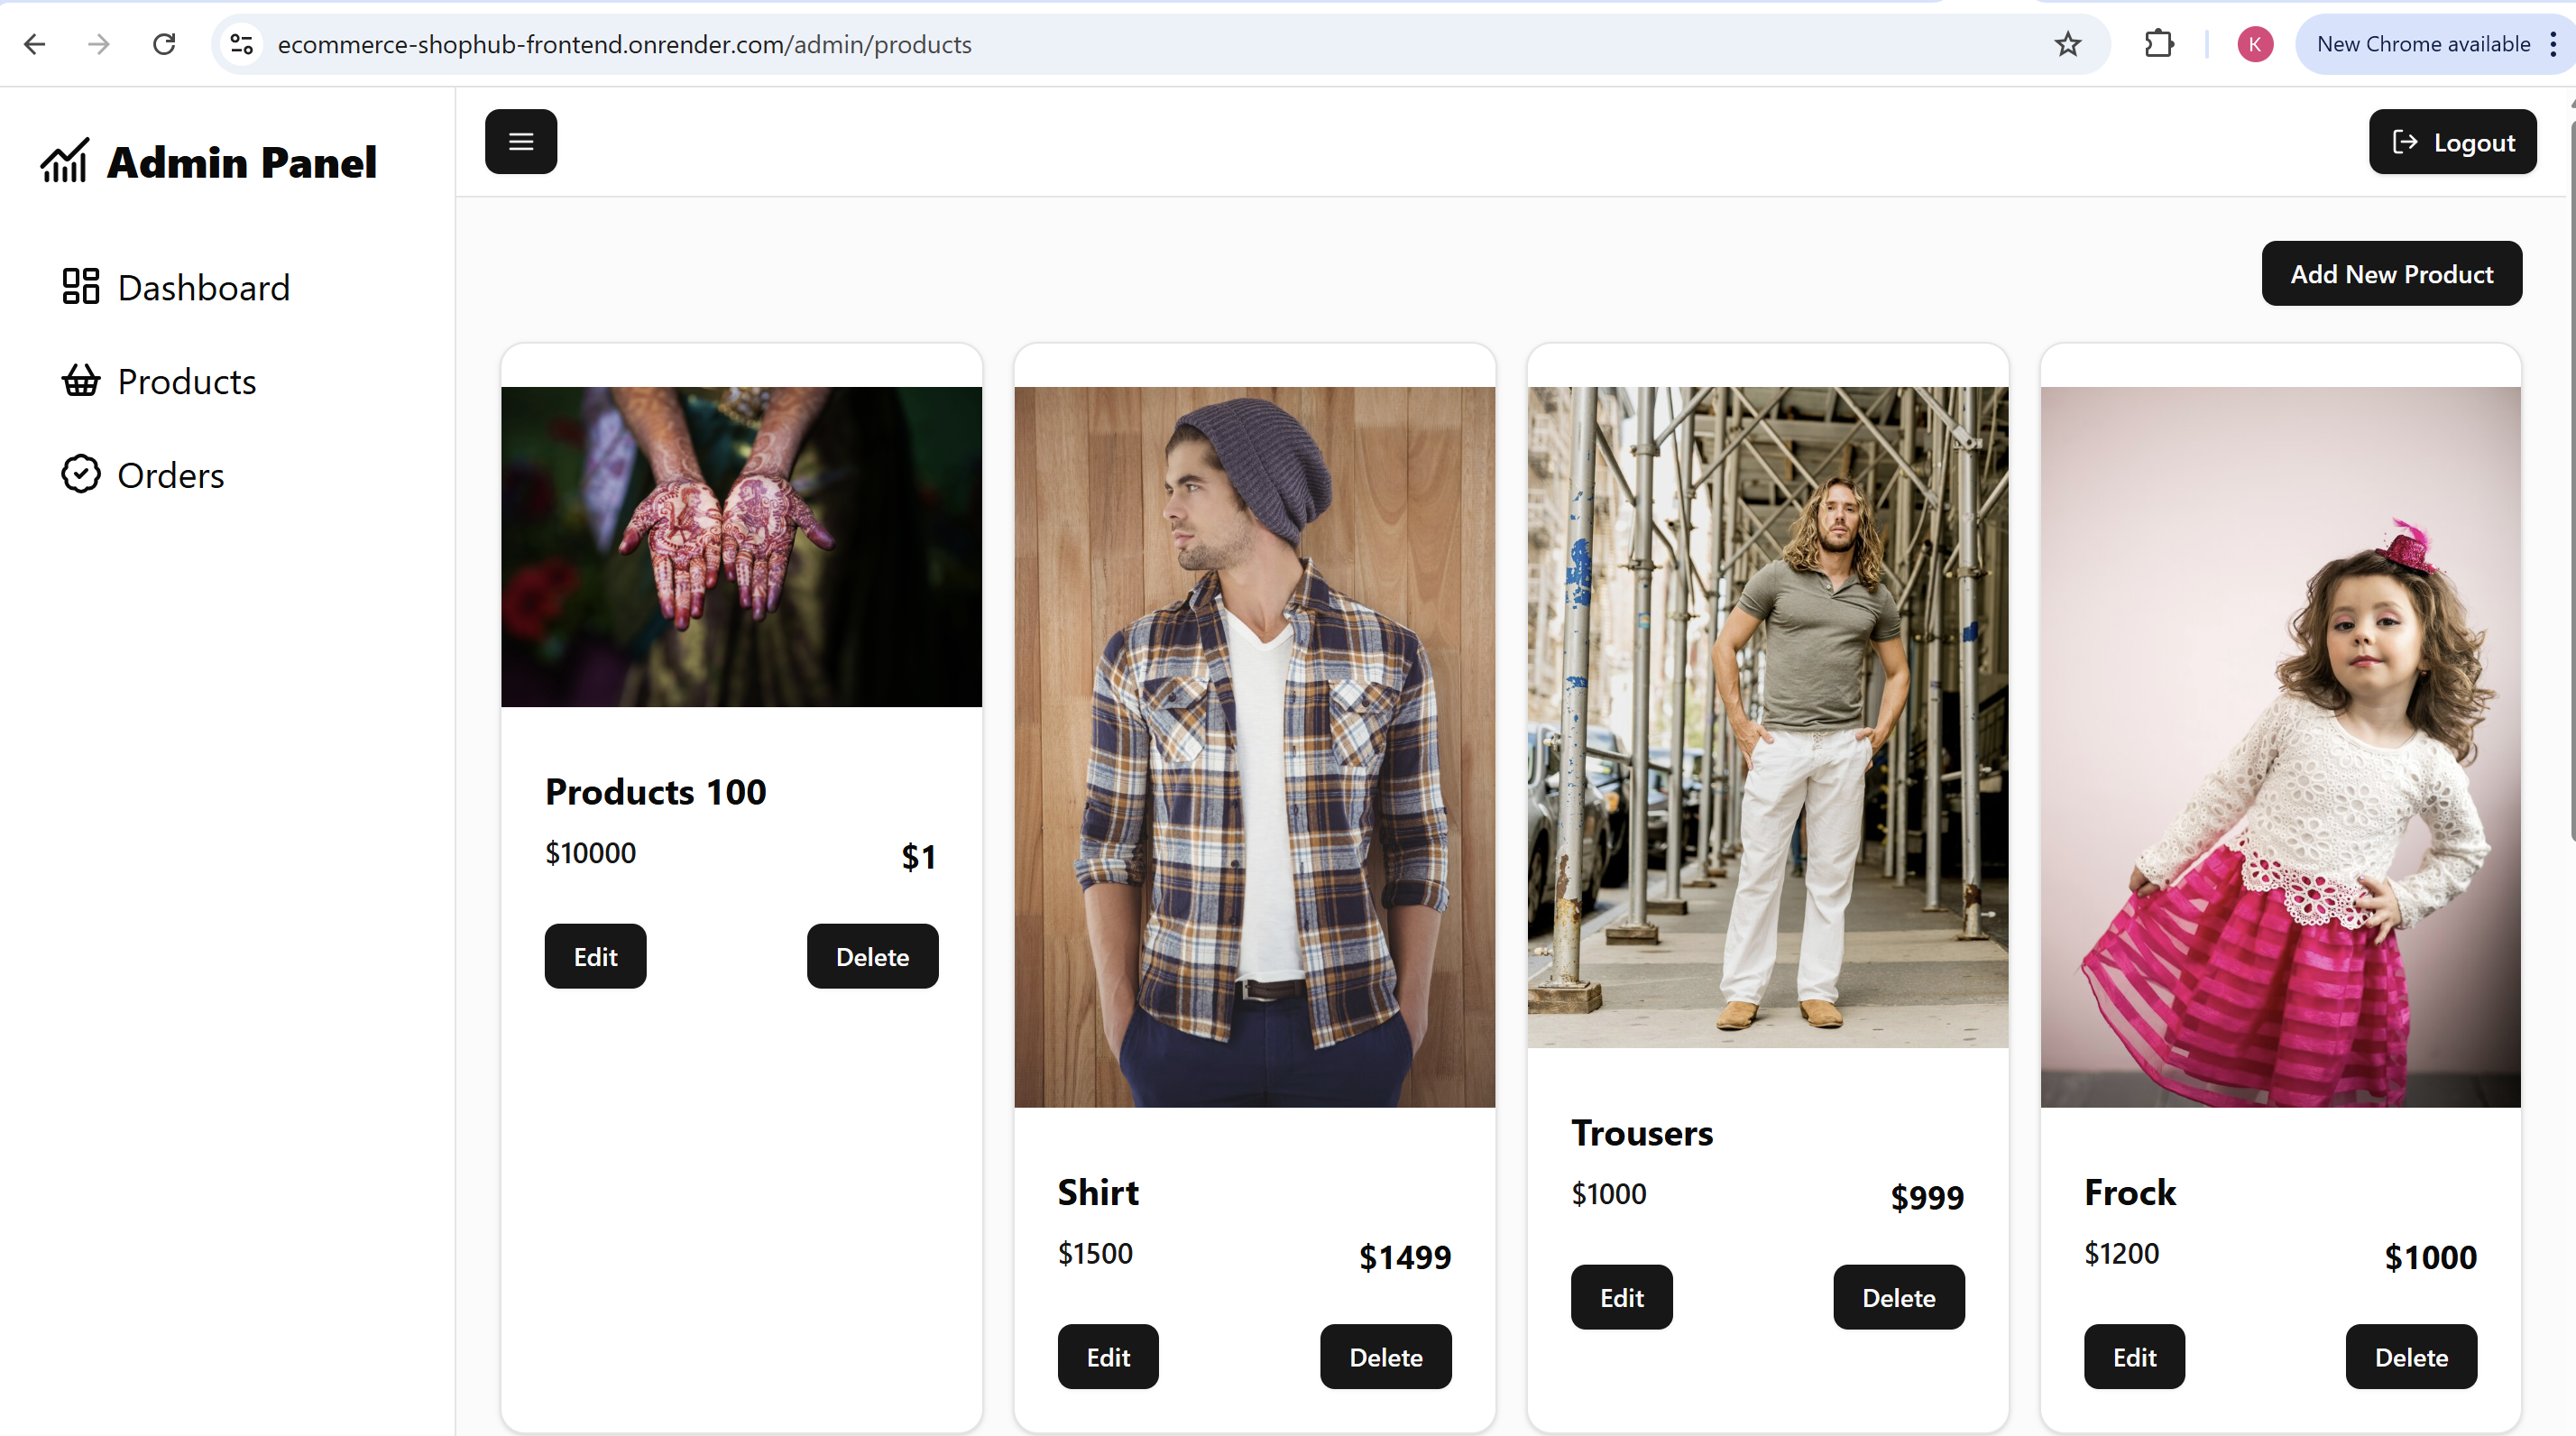 ecommerce-shophub-frontend.onrender.com/admin/products
K
New Chrome available
Admin Panel
Dashboard
Products
Orders
Logout
Add New Product
Products 100
$10000 $1
Edit Delete
Shirt
$1500 $1499
Edit Delete
Trousers
$1000 $999
Edit Delete
Frock
$1200 $1000
Edit Delete